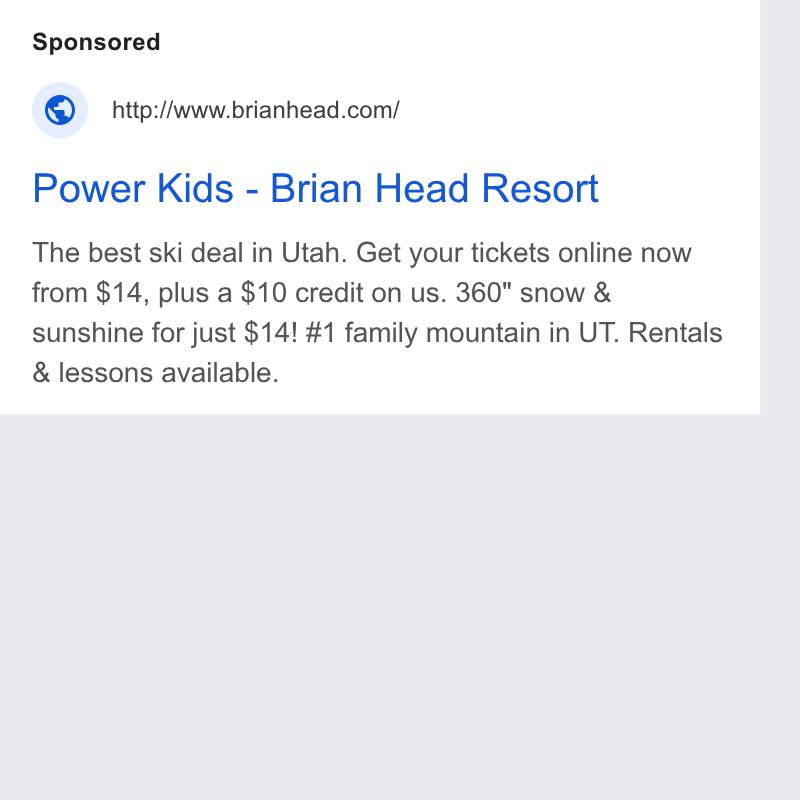 Sponsored
http://www.brianhead.com/
Power Kids - Brian Head Resort
The best ski deal in Utah. Get your tickets online now
from $14, plus a $10 credit on us. 360" snow &
sunshine for just $14! #1 family mountain in UT. Rentals
& lessons available.